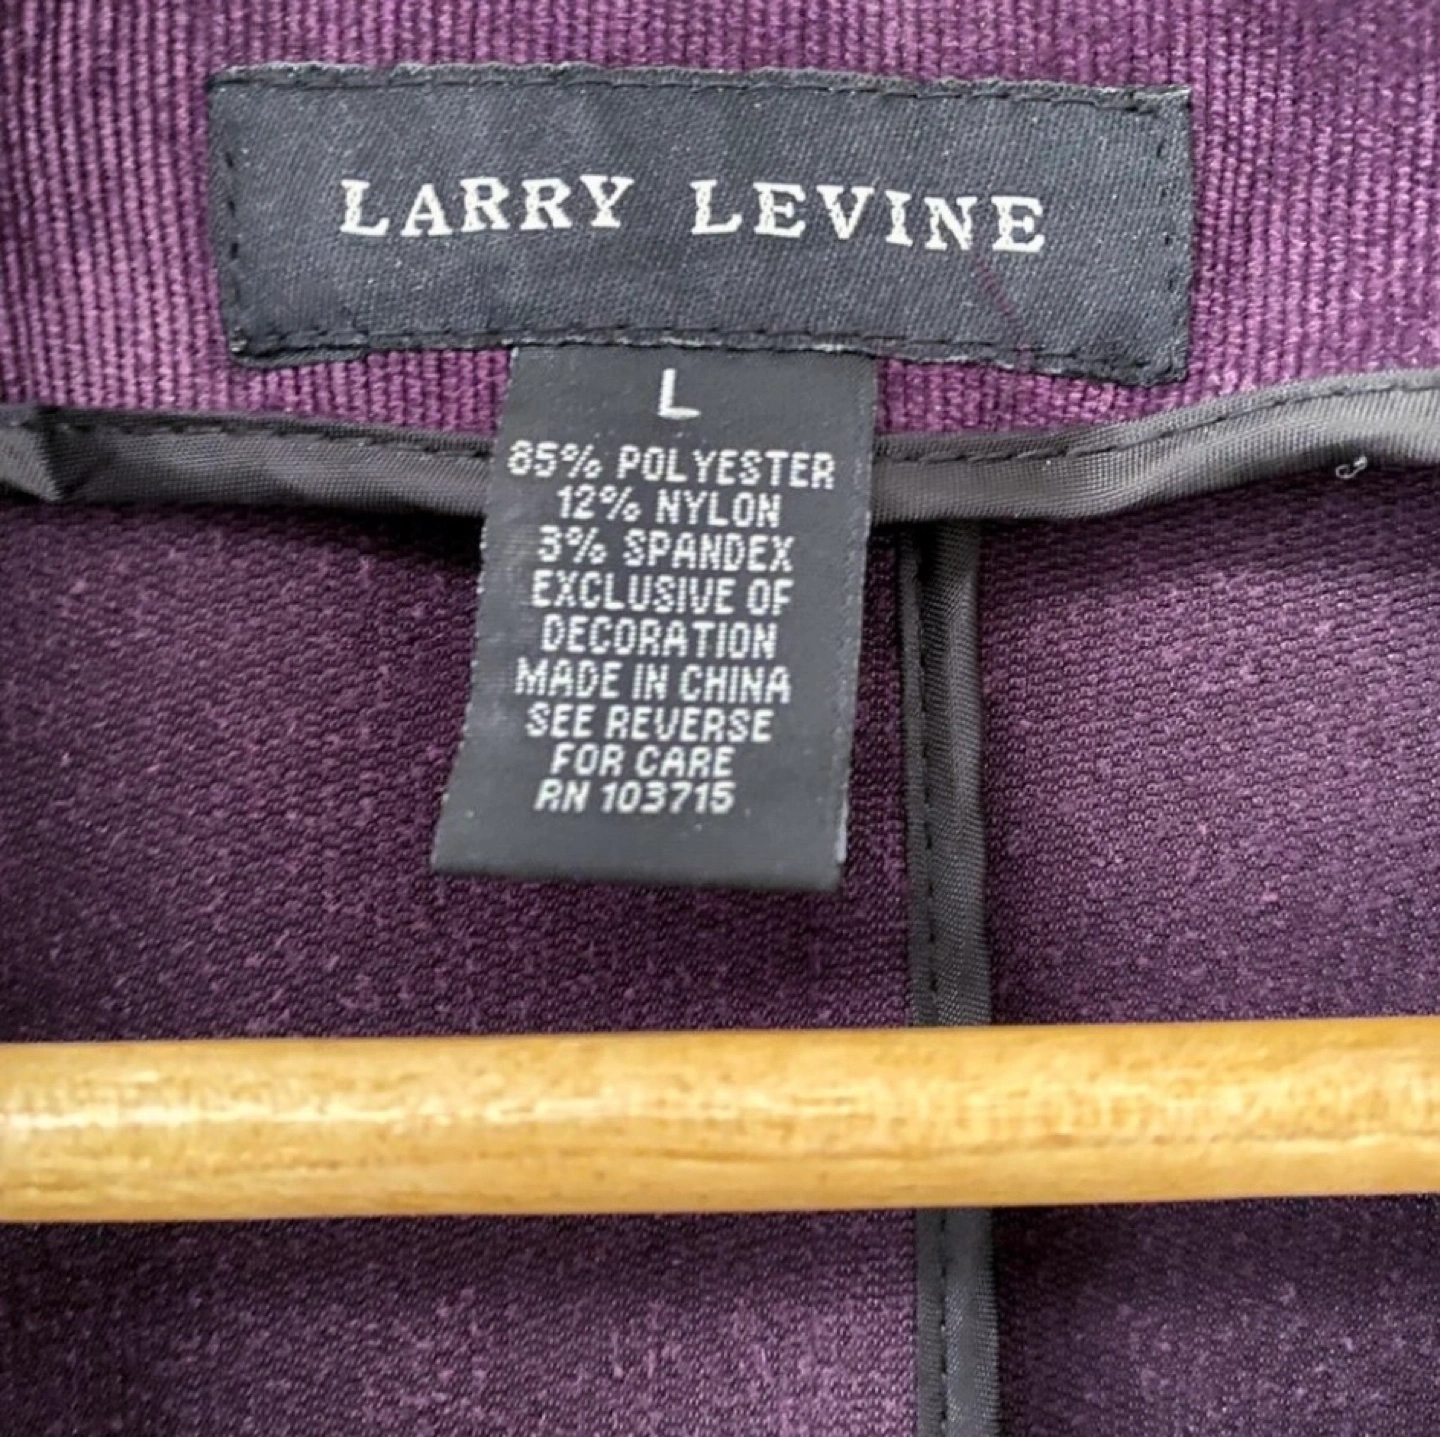 LARRY LEVINE
L
85% POLYESTER
12% NYLON
3% SPANDEX
EXCLUSIVE OF
DECORATION
MADE IN CHINA
SEE REVERSE
FOR CARE
RN 103715